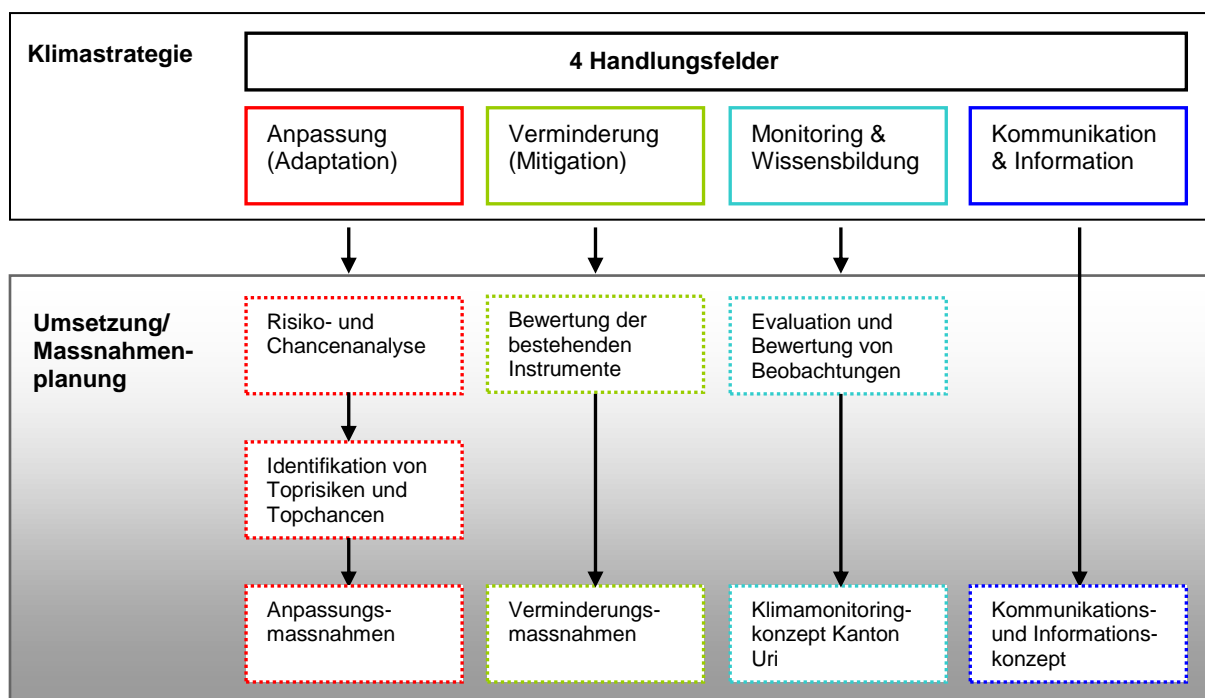 Klimastrategie
4 Handlungsfelder
Anpassung
(Adaptation)
Verminderung
(Mitigation)
Monitoring &
Wissensbildung
Kommunikation
& Information
Umsetzung/
Massnahmen-
planung
Risiko- und
Chancenanalyse
Bewertung der
bestehenden
Instrumente
Evaluation und
Bewertung von
Beobachtungen
Identifikation von
Toprisiken und
Topchancen
Anpassungs-
massnahmen
Verminderungs-
massnahmen
Klimamonitoring-
konzept Kanton
Uri
Kommunikations-
und Informations-
konzept